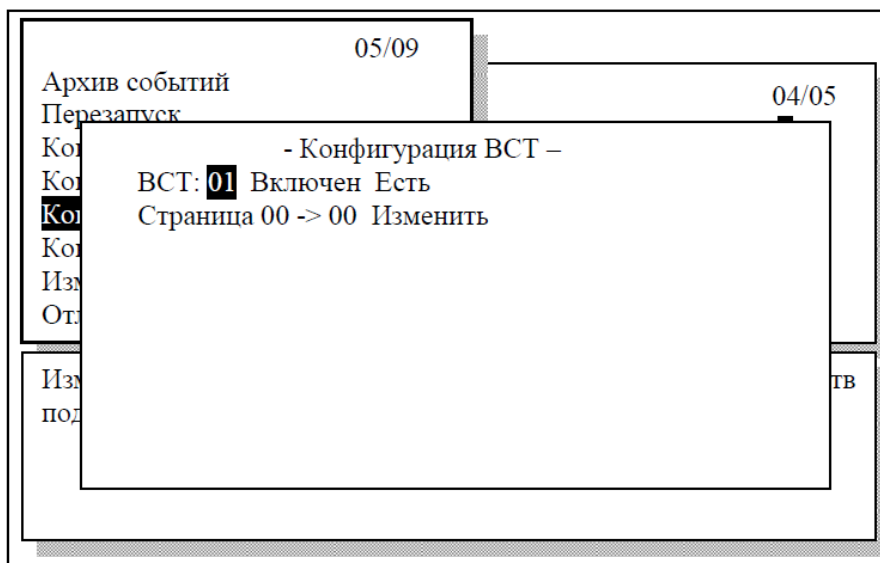 05/09
Архив событий
Перезапуск
04/05
- Конфигурация ВСТ –
ВСТ: 01 Включен Есть
Страница 00 -> 00 Изменить